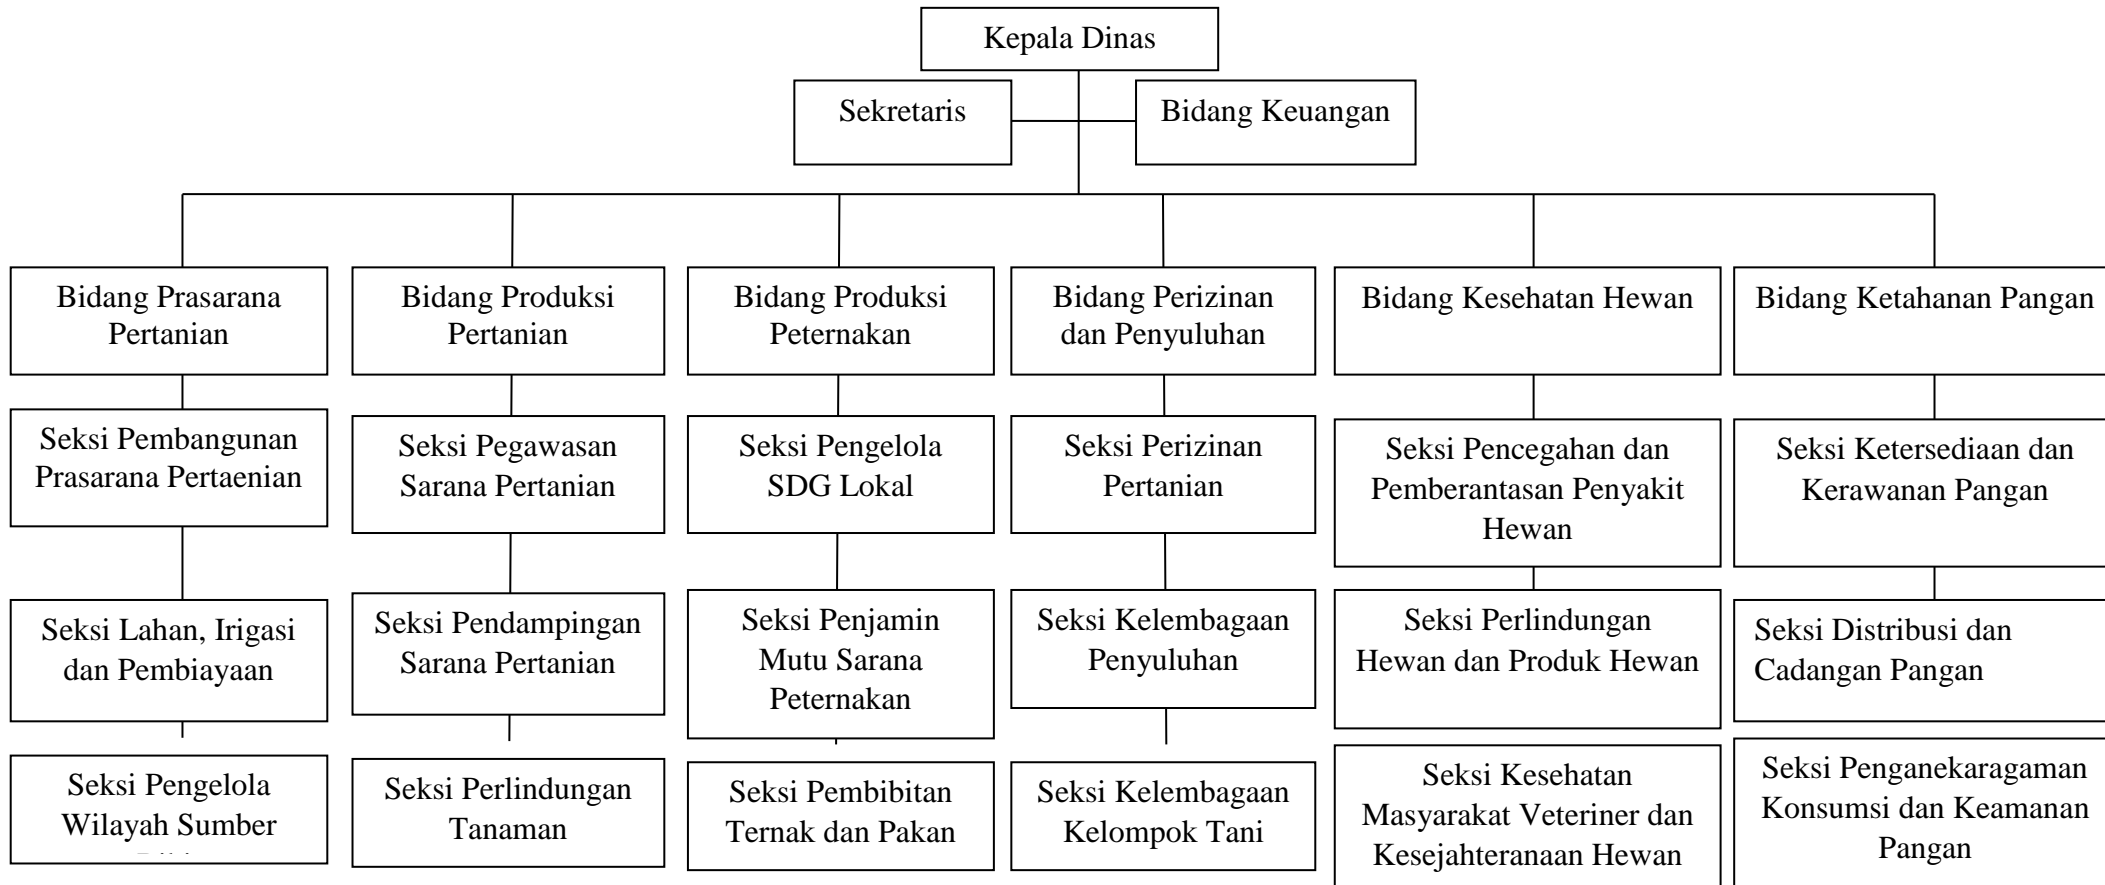 Kepala Dinas
Sekretaris
Bidang Keuangan
Bidang Prasarana
Pertanian
Bidang Produksi
Pertanian
Bidang Produksi
Peternakan
Bidang Perizinan
dan Penyuluhan
Bidang Kesehatan Hewan
Bidang Ketahanan Pangan
Seksi Pembangunan
Prasarana Pertaenian
Seksi Pegawasan
Sarana Pertanian
Seksi Pengelola
SDG Lokal
Seksi Perizinan
Pertanian
Seksi Pencegahan dan
Pemberantasan Penyakit
Hewan
Seksi Ketersediaan dan
Kerawanan Pangan
Seksi Lahan, Irigasi
dan Pembiayaan
Seksi Pendampingan
Sarana Pertanian
Seksi Penjamin
Mutu Sarana
Peternakan
Seksi Kelembagaan
Penyuluhan
Seksi Perlindungan
Hewan dan Produk Hewan
Seksi Distribusi dan
Cadangan Pangan
Seksi Pengelola
Wilayah Sumber
Seksi Perlindungan
Tanaman
Seksi Pembibitan
Ternak dan Pakan
Seksi Kelembagaan
Kelompok Tani
Seksi Kesehatan
Masyarakat Veteriner dan
Kesejahteranaan Hewan
Seksi Penganekaragaman
Konsumsi dan Keamanan
Pangan